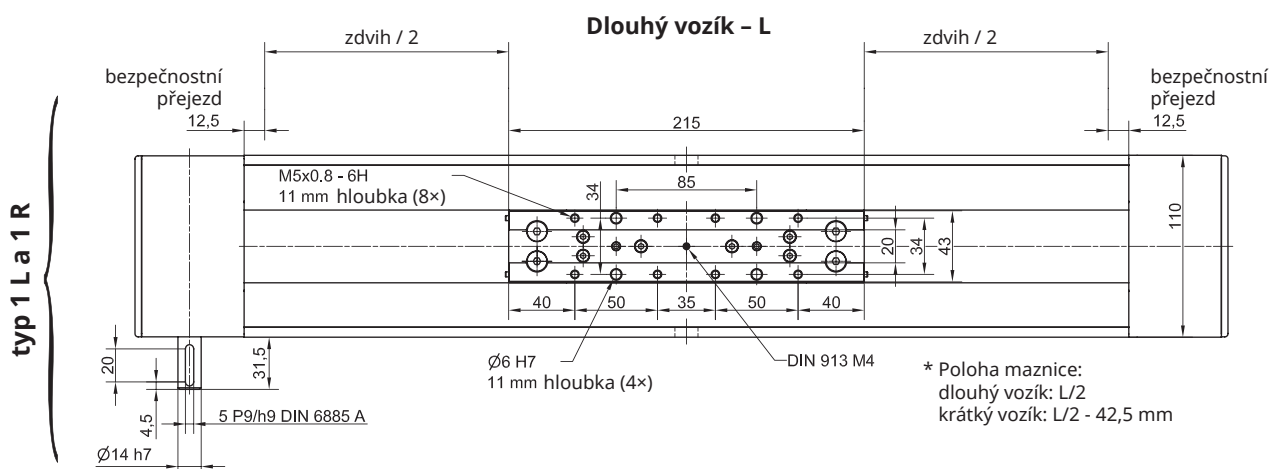 Dlouhý vozík – L
zdvih / 2
zdvih / 2
bezpečnostní
přejezd
bezpečnostní
přejezd
12,5
215
12,5
M5x0.8 - 6H
11 mm hloubka (8×)
34
85
typ 1 L a 1 R
20
34
43
110
40
50
35
50
40
20
31,5
Ø6 H7
11 mm hloubka (4×)
DIN 913 M4
* Poloha maznice:
dlouhý vozík: L/2
krátký vozík: L/2 - 42,5 mm
4,5
5 P9/h9 DIN 6885 A
Ø14 h7